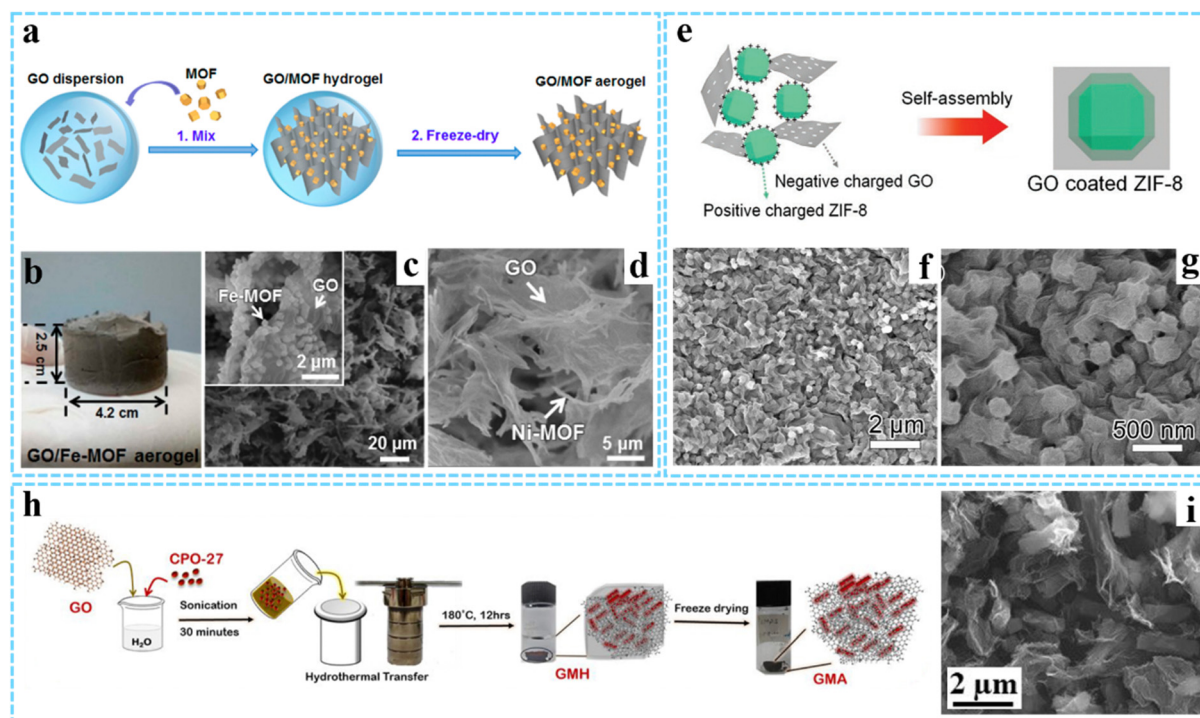 a
GO dispersion
MOF
1. Mix
GO/MOF hydrogel
2. Freeze-dry
GO/MOF aerogel
b
2.5 cm
4.2 cm
GO/Fe-MOF aerogel
c
Fe-MOF
GO
2 μm
20 μm
d
GO
Ni-MOF
5 μm
e
Self-assembly
Negative charged GO
Positive charged ZIF-8
GO coated ZIF-8
f
2 μm
g
500 nm
h
GO
CPO-27
H₂O
Sonication
30 minutes
Hydrothermal Transfer
180°C, 12hrs
GMH
Freeze drying
GMA
i
2 μm